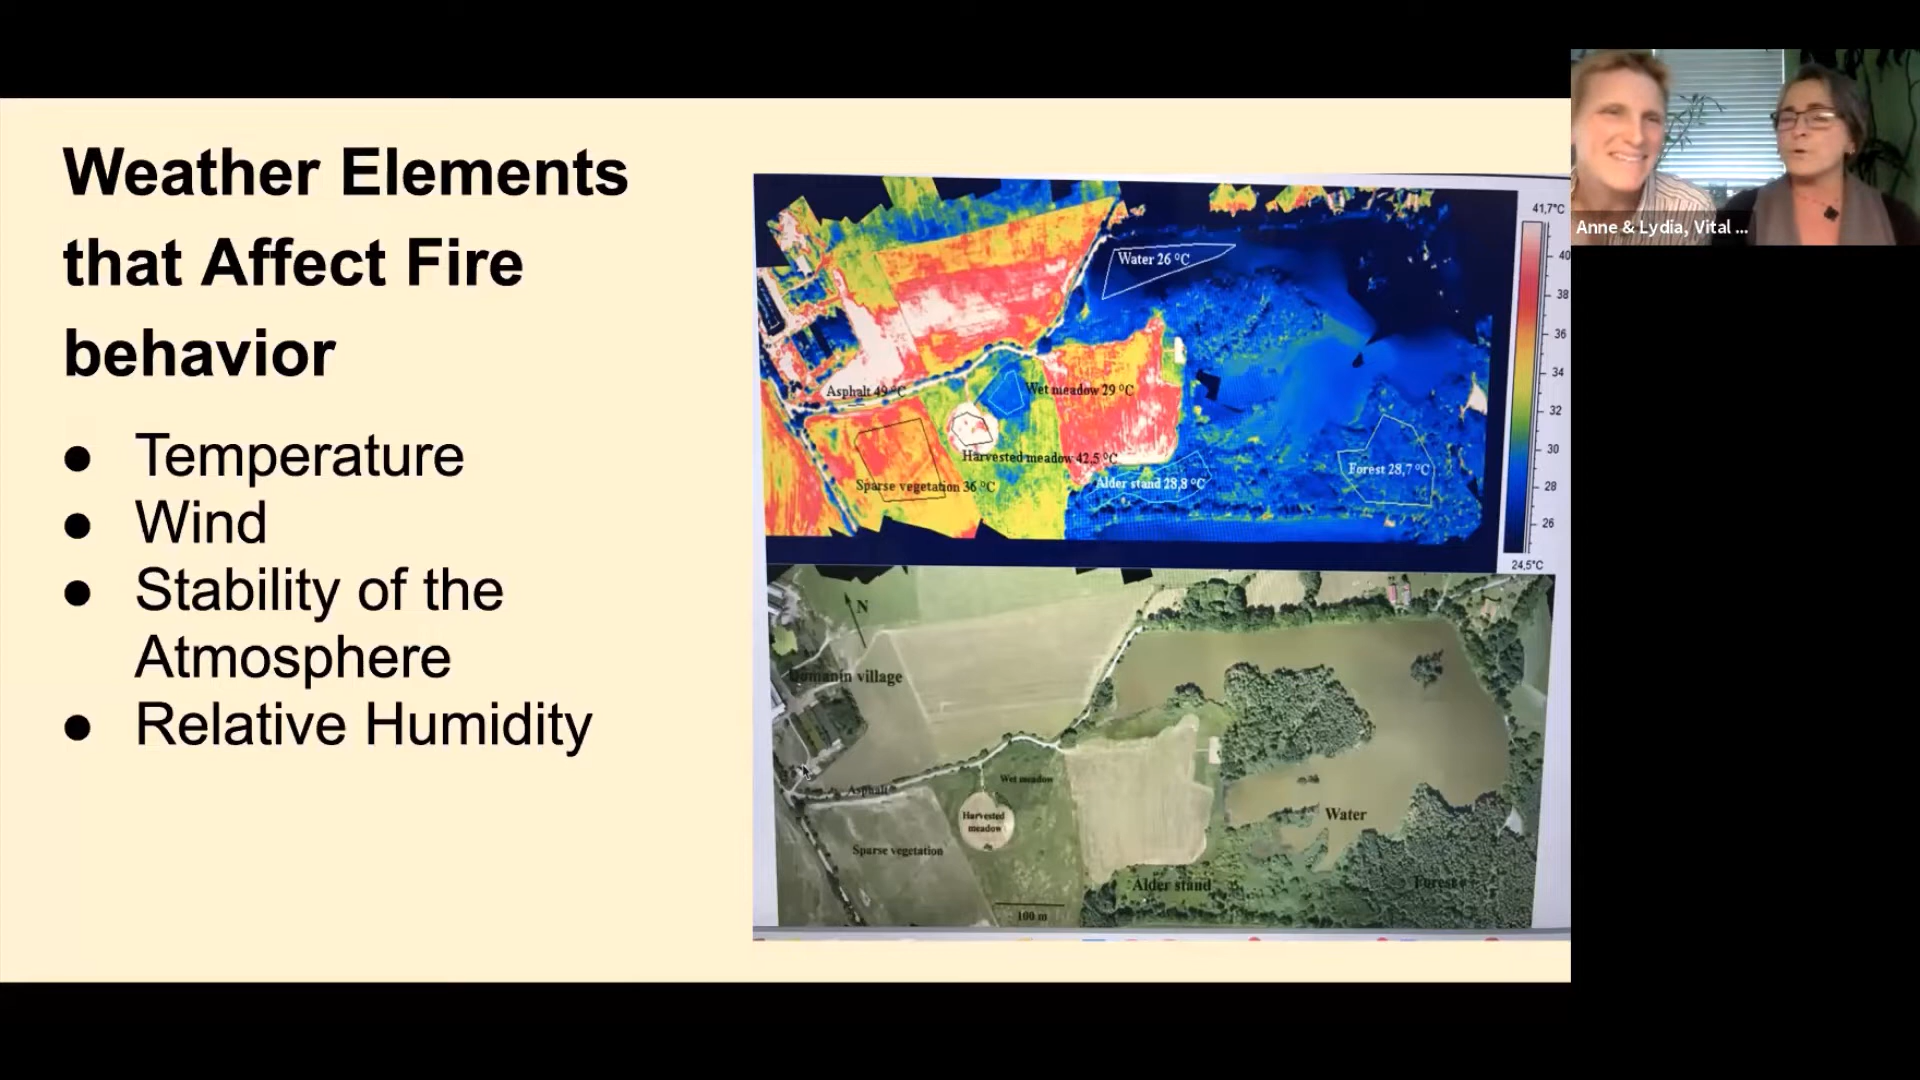 Weather Elements
that Affect Fire
behavior
● Temperature
● Wind
● Stability of the
Atmosphere
● Relative Humidity
Water 26 °C
Asphalt 49 °C
Wet meadow 29 °C
Harvested meadow 42,5 °C
Sparse vegetation 36 °C
Alder stand 28,8 °C
Forest 28,7 °C
41,7°C
40
38
36
34
32
30
28
26
24,5°C
N
Domanín village
Asphalt
Wet meadow
Harvested
meadow
Sparse vegetation
Water
Alder stand
Forest
100 m
Anne & Lydia, Vital ...